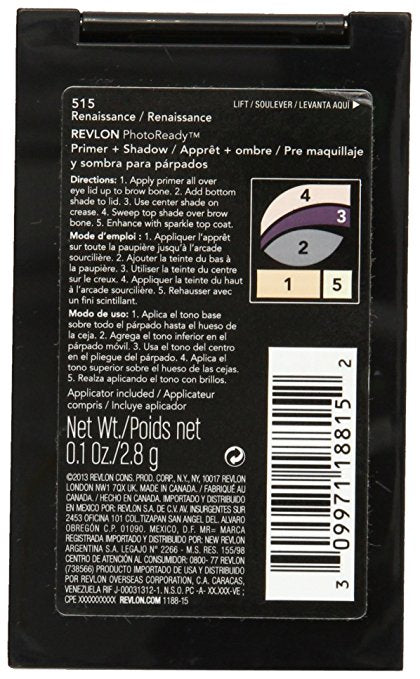 515
LIFT / SOULEVER / LEVANTA AQUÍ ▶
Renaissance / Renaissance
REVLON PhotoReady™
Primer + Shadow / Apprêt + ombre / Pre maquillaje
y sombra para párpados
Directions: 1. Apply primer all over
eye lid up to brow bone. 2. Add bottom
shade to lid. 3. Use center shade on
crease. 4. Sweep top shade over brow
bone. 5. Enhance with sparkle top coat.
Mode d'emploi : 1. Appliquer l'apprêt
sur toute la paupière jusqu'à l'arcade
sourcilière. 2. Ajouter la teinte du bas à
la paupière. 3. Utiliser la teinte du centre
sur le creux. 4. Appliquer la teinte du haut
à l'arcade sourcilière. 5. Rehausser avec
un fini scintillant.
Modo de uso: 1. Aplica el tono base
sobre todo el párpado hasta el hueso de
la ceja. 2. Agrega el tono inferior en el
párpado móvil. 3. Usa el tono del centro
en el pliegue del párpado. 4. Aplica el
tono superior sobre el hueso de las cejas.
5. Realza aplicando el tono con brillos.
Applicator included / Applicateur
compris / Incluye aplicador
Net Wt./Poids net
0.1 Oz./2.8 g
©2013 REVLON CONS. PROD. CORP., N.Y., NY, 10017 REVLON
LONDON NW1 7QX UK. MADE IN CANADA. / FABRIQUÉ AU
CANADA. / HECHO EN CANADA. IMPORTADO Y DISTRIBUIDO
EN MEXICO POR: REVLON S.A. DE C.V. AV. INSURGENTES SUR
2453 OFICINA 101 COL.TIZAPAN SAN ANGEL DEL. ALVARO
OBREGÓN C.P. 01090. MEXICO, D.F. MR= MARCA
REGISTRADA IMPORTADO Y DISTRIBUIDO POR NEW REVLON
ARGENTINA S.A. LEGAJO N° 2266 - M.S. RES. 155/98
CENTRO DE ATENCIÓN AL CONSUMIDOR: 0800- 77 REVLON
(738566) PRODUCTO IMPORTADO DE USA Y DISTRIBUIDO
POR REVLON OVERSEAS CORPORATION, C.A. CARACAS,
VENEZUELA RIF J-00031312-1. N.S.O. PC -A- XX.XXX-VE ;
CPE XXXXXXXXXX REVLON.COM 1188-15
4
3
2
1
5
3 09971 18815 2